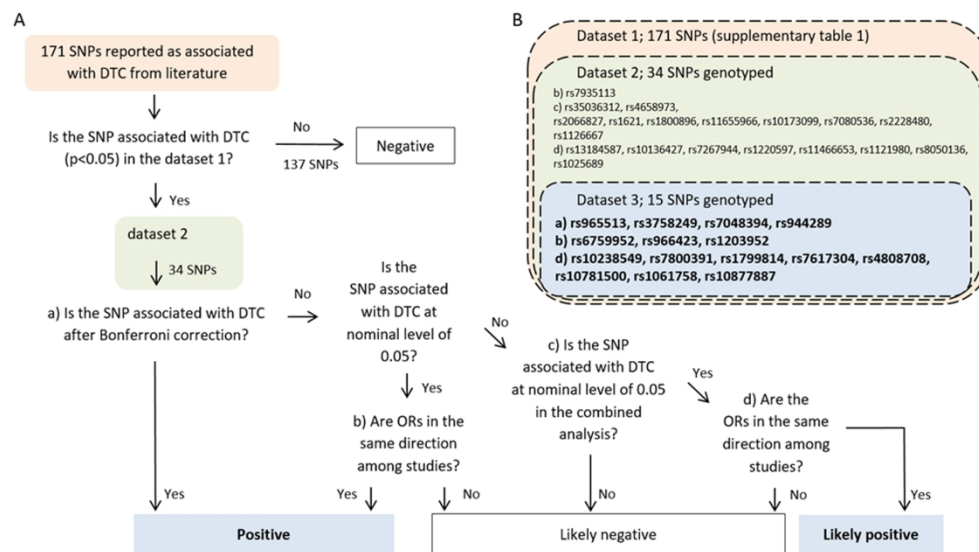 A
171 SNPs reported as associated
with DTC from literature
Is the SNP associated with DTC
(p<0.05) in the dataset 1?
No
137 SNPs
Negative
Yes
dataset 2
34 SNPs
a) Is the SNP associated with DTC
after Bonferroni correction?
No
Is the
SNP associated
with DTC at
nominal level of
0.05?
No
Yes
b) Are ORs in the
same direction
among studies?
c) Is the SNP
associated with DTC
at nominal level of 0.05
in the combined
analysis?
Yes
d) Are the
ORs in the same
direction among
studies?
Yes
Yes
No
No
No
Yes
Positive
Likely negative
Likely positive
B
Dataset 1; 171 SNPs (supplementary table 1)
Dataset 2; 34 SNPs genotyped
b) rs7935113
c) rs35036312, rs4658973,
rs2066827, rs1621, rs1800896, rs11655966, rs10173099, rs7080536, rs2228480,
rs1126667
d) rs13184587, rs10136427, rs7267944, rs1220597, rs11466653, rs1121980, rs8050136,
rs1025689
Dataset 3; 15 SNPs genotyped
a) rs965513, rs3758249, rs7048394, rs944289
b) rs6759952, rs966423, rs1203952
d) rs10238549, rs7800391, rs1799814, rs7617304, rs4808708,
rs10781500, rs1061758, rs10877887